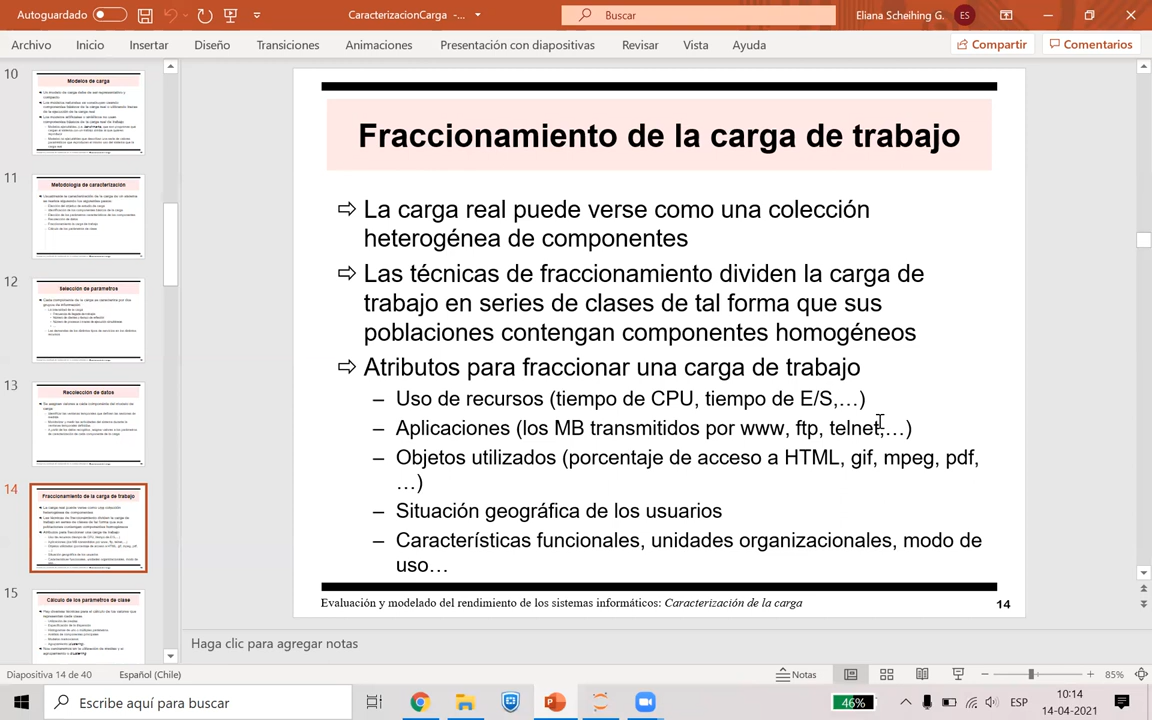 Autoguardado
CaracterizacionCarga -...
Buscar
Eliana Scheihing G.
ES
Archivo
Inicio
Insertar
Diseño
Transiciones
Animaciones
Presentación con diapositivas
Revisar
Vista
Ayuda
Compartir
Comentarios
10
Modelos de carga
11
Metodología de caracterización
12
Selección de parámetros
13
Recolección de datos
14
Fraccionamiento de la carga de trabajo
15
Cálculo de los parámetros de clase
Fraccionamiento de la carga de trabajo
⇨ La carga real puede verse como una colección
heterogénea de componentes
⇨ Las técnicas de fraccionamiento dividen la carga de
trabajo en series de clases de tal forma que sus
poblaciones contengan componentes homogéneos
⇨ Atributos para fraccionar una carga de trabajo
– Uso de recursos (tiempo de CPU, tiempo de E/S,…)
– Aplicaciones (los MB transmitidos por www, ftp, telnet,…)
– Objetos utilizados (porcentaje de acceso a HTML, gif, mpeg, pdf,
…)
– Situación geográfica de los usuarios
– Características funcionales, unidades organizacionales, modo de
uso…
Evaluación y modelado del rendimiento de los sistemas informáticos: Caracterización de la carga
14
Haga clic para agregar notas
Diapositiva 14 de 40
Español (Chile)
Notas
85%
Escribe aquí para buscar
46%
ESP
10:14
14-04-2021